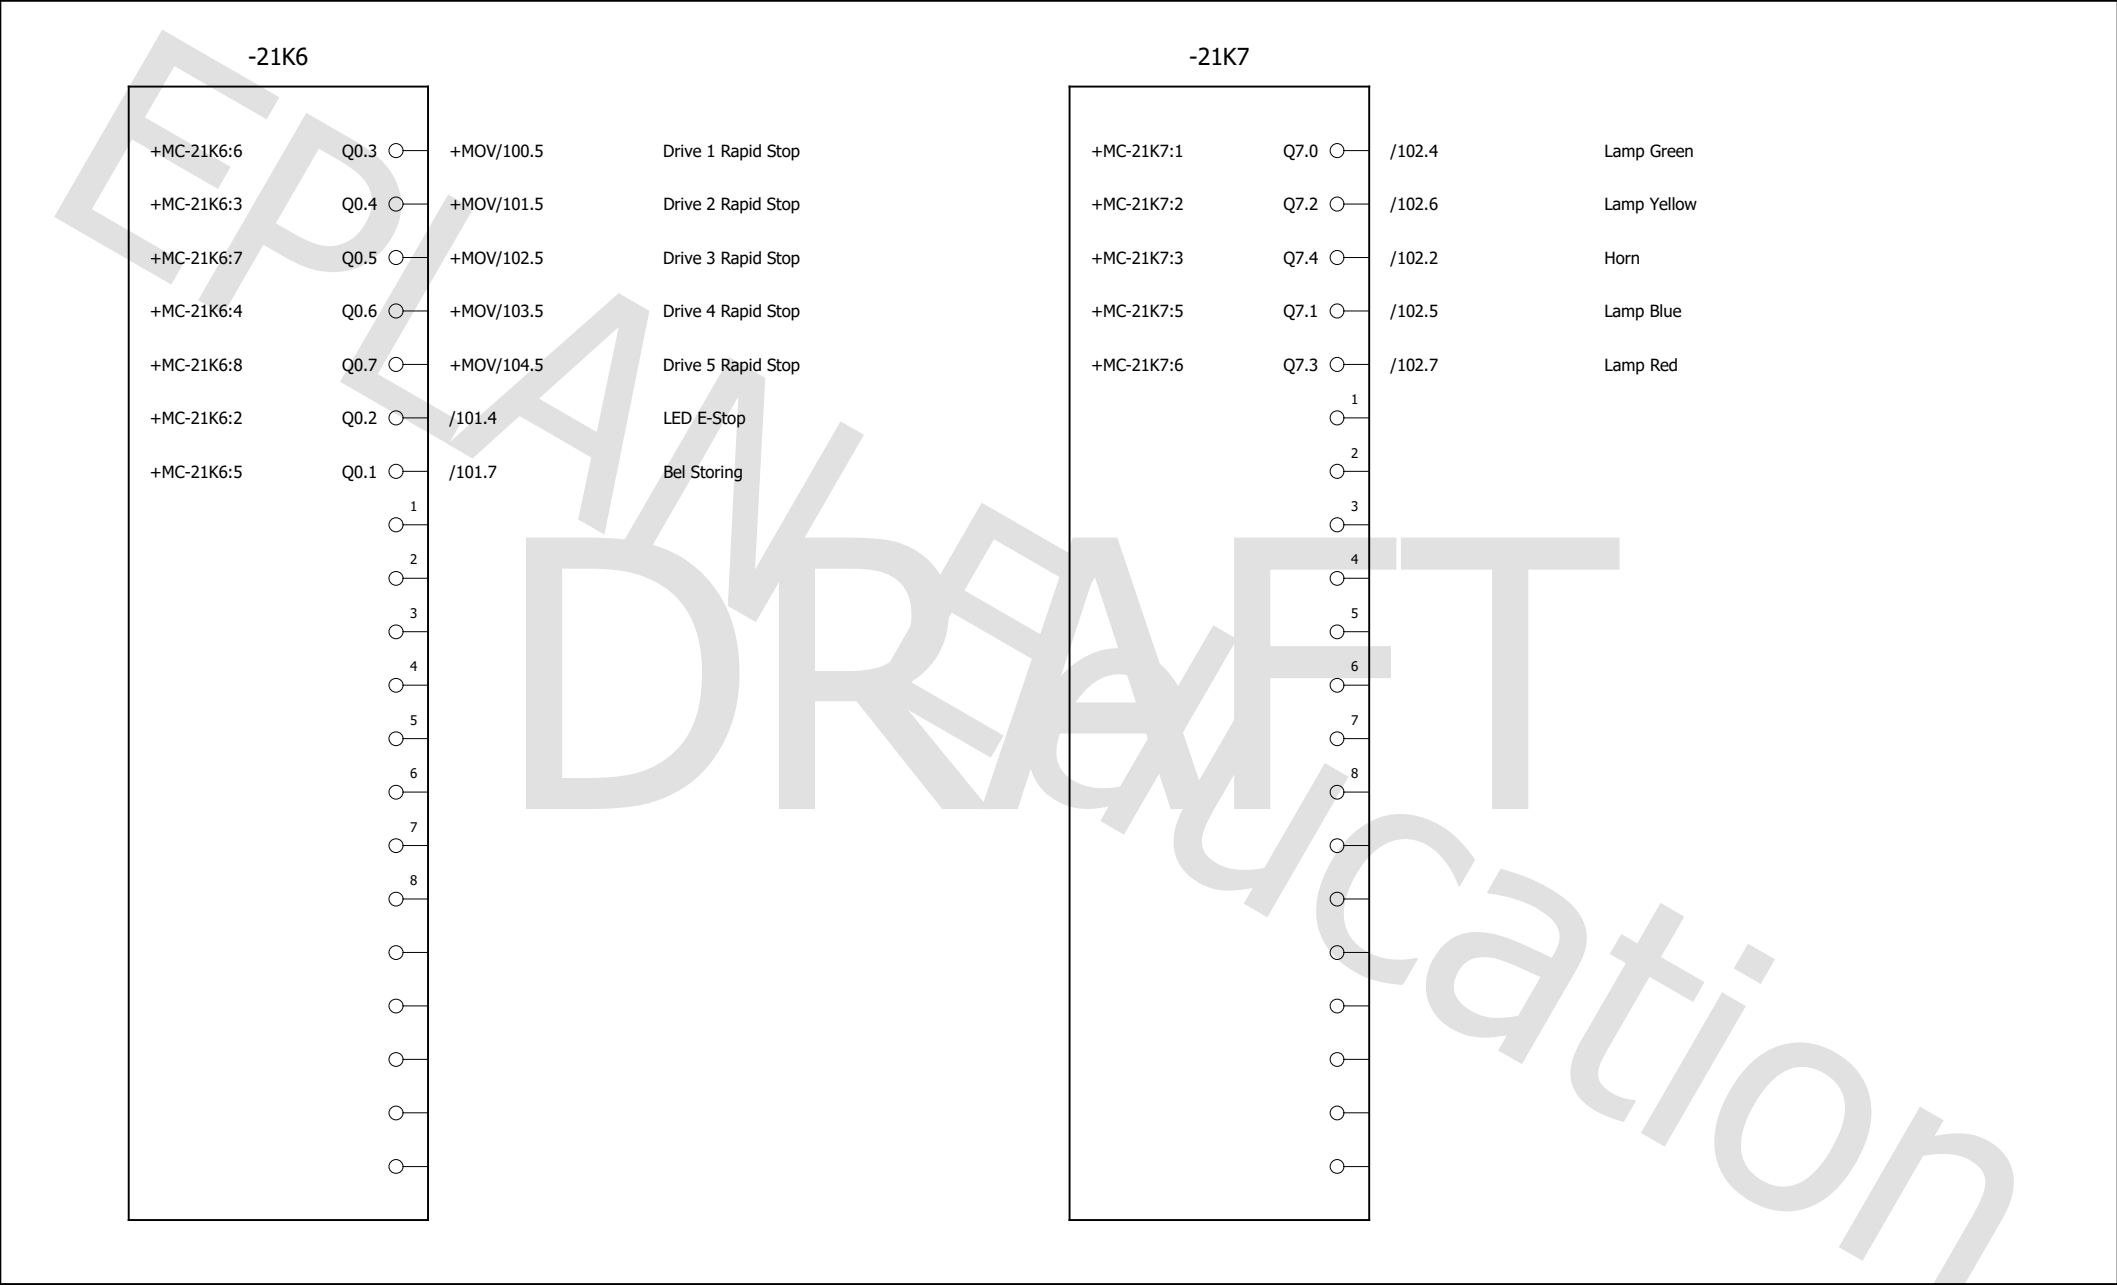 -21K6
+MC-21K6:6 Q0.3 +MOV/100.5 Drive 1 Rapid Stop
+MC-21K6:3 Q0.4 +MOV/101.5 Drive 2 Rapid Stop
+MC-21K6:7 Q0.5 +MOV/102.5 Drive 3 Rapid Stop
+MC-21K6:4 Q0.6 +MOV/103.5 Drive 4 Rapid Stop
+MC-21K6:8 Q0.7 +MOV/104.5 Drive 5 Rapid Stop
+MC-21K6:2 Q0.2 /101.4 LED E-Stop
+MC-21K6:5 Q0.1 /101.7 Bel Storing
1
2
3
4
5
6
7
8
-21K7
+MC-21K7:1 Q7.0 /102.4 Lamp Green
+MC-21K7:2 Q7.2 /102.6 Lamp Yellow
+MC-21K7:3 Q7.4 /102.2 Horn
+MC-21K7:5 Q7.1 /102.5 Lamp Blue
+MC-21K7:6 Q7.3 /102.7 Lamp Red
1
2
3
4
5
6
7
8
EPLAN Education
DRAFT